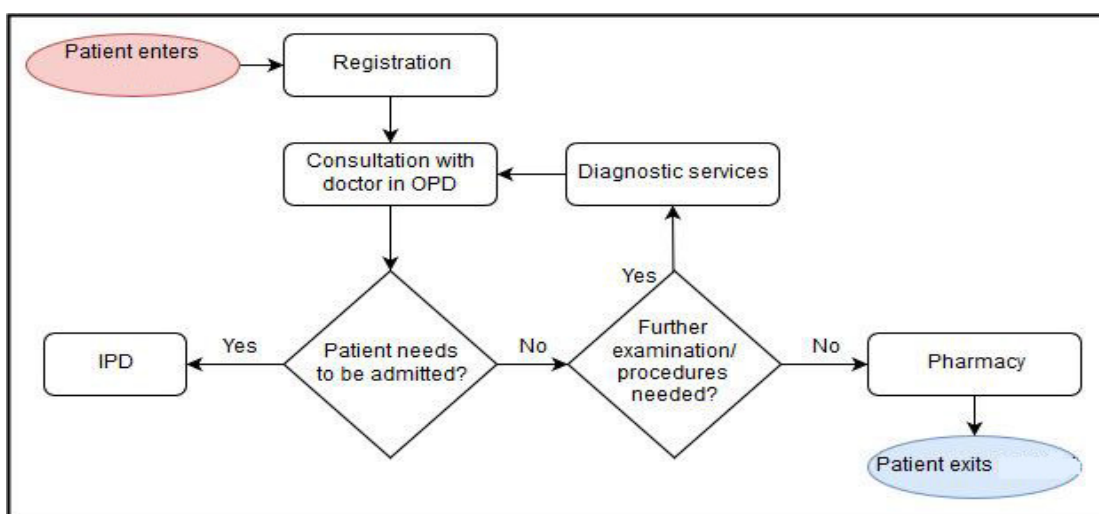 Patient enters
Registration
Consultation with
doctor in OPD
Diagnostic services
Yes
Patient needs
to be admitted?
Yes
IPD
No
Further
examination/
procedures
needed?
No
Pharmacy
Patient exits